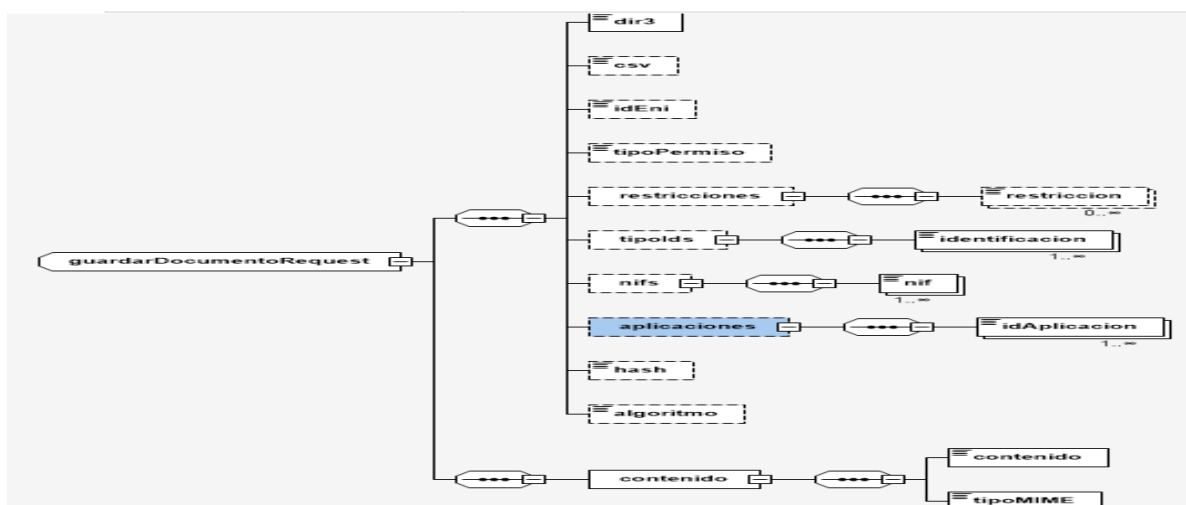 dir3
csv
idEni
tipoPermiso
restricciones
restriccion
0..∞
tipoIds
identificacion
1..∞
guardarDocumentoRequest
nifs
nif
1..∞
aplicaciones
idAplicacion
1..∞
hash
algoritmo
contenido
contenido
tipoMIME